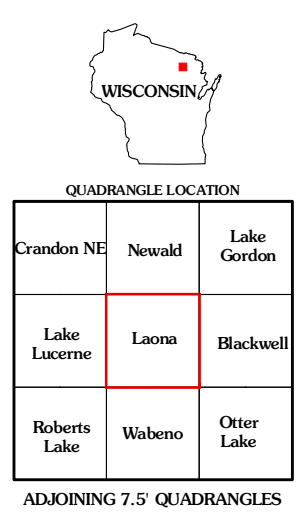 WISCONSIN
QUADRANGLE LOCATION
Crandon NE
Newald
Lake
Gordon
Lake
Lucerne
Laona
Blackwell
Roberts
Lake
Wabeno
Otter
Lake
ADJOINING 7.5' QUADRANGLES